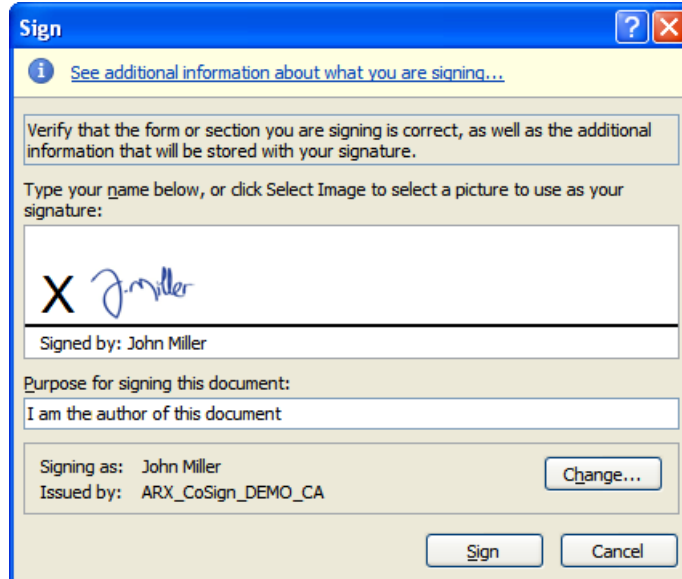 Sign
See additional information about what you are signing...
Verify that the form or section you are signing is correct, as well as the additional
information that will be stored with your signature.
Type your name below, or click Select Image to select a picture to use as your
signature:
X J.Miller
Signed by: John Miller
Purpose for signing this document:
I am the author of this document
Signing as: John Miller
Change...
Issued by: ARX_CoSign_DEMO_CA
Sign
Cancel